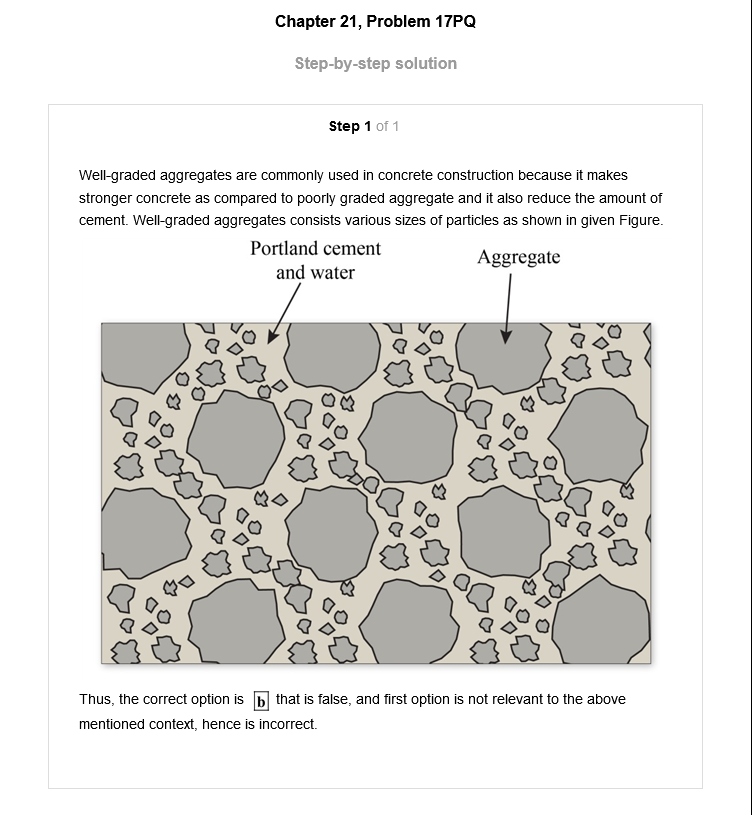 Chapter 21, Problem 17PQ
Step-by-step solution
Step 1 of 1
Well-graded aggregates are commonly used in concrete construction because it makes
stronger concrete as compared to poorly graded aggregate and it also reduce the amount of
cement. Well-graded aggregates consists various sizes of particles as shown in given Figure.
Portland cement
and water
Aggregate
Thus, the correct option is b that is false, and first option is not relevant to the above
mentioned context, hence is incorrect.